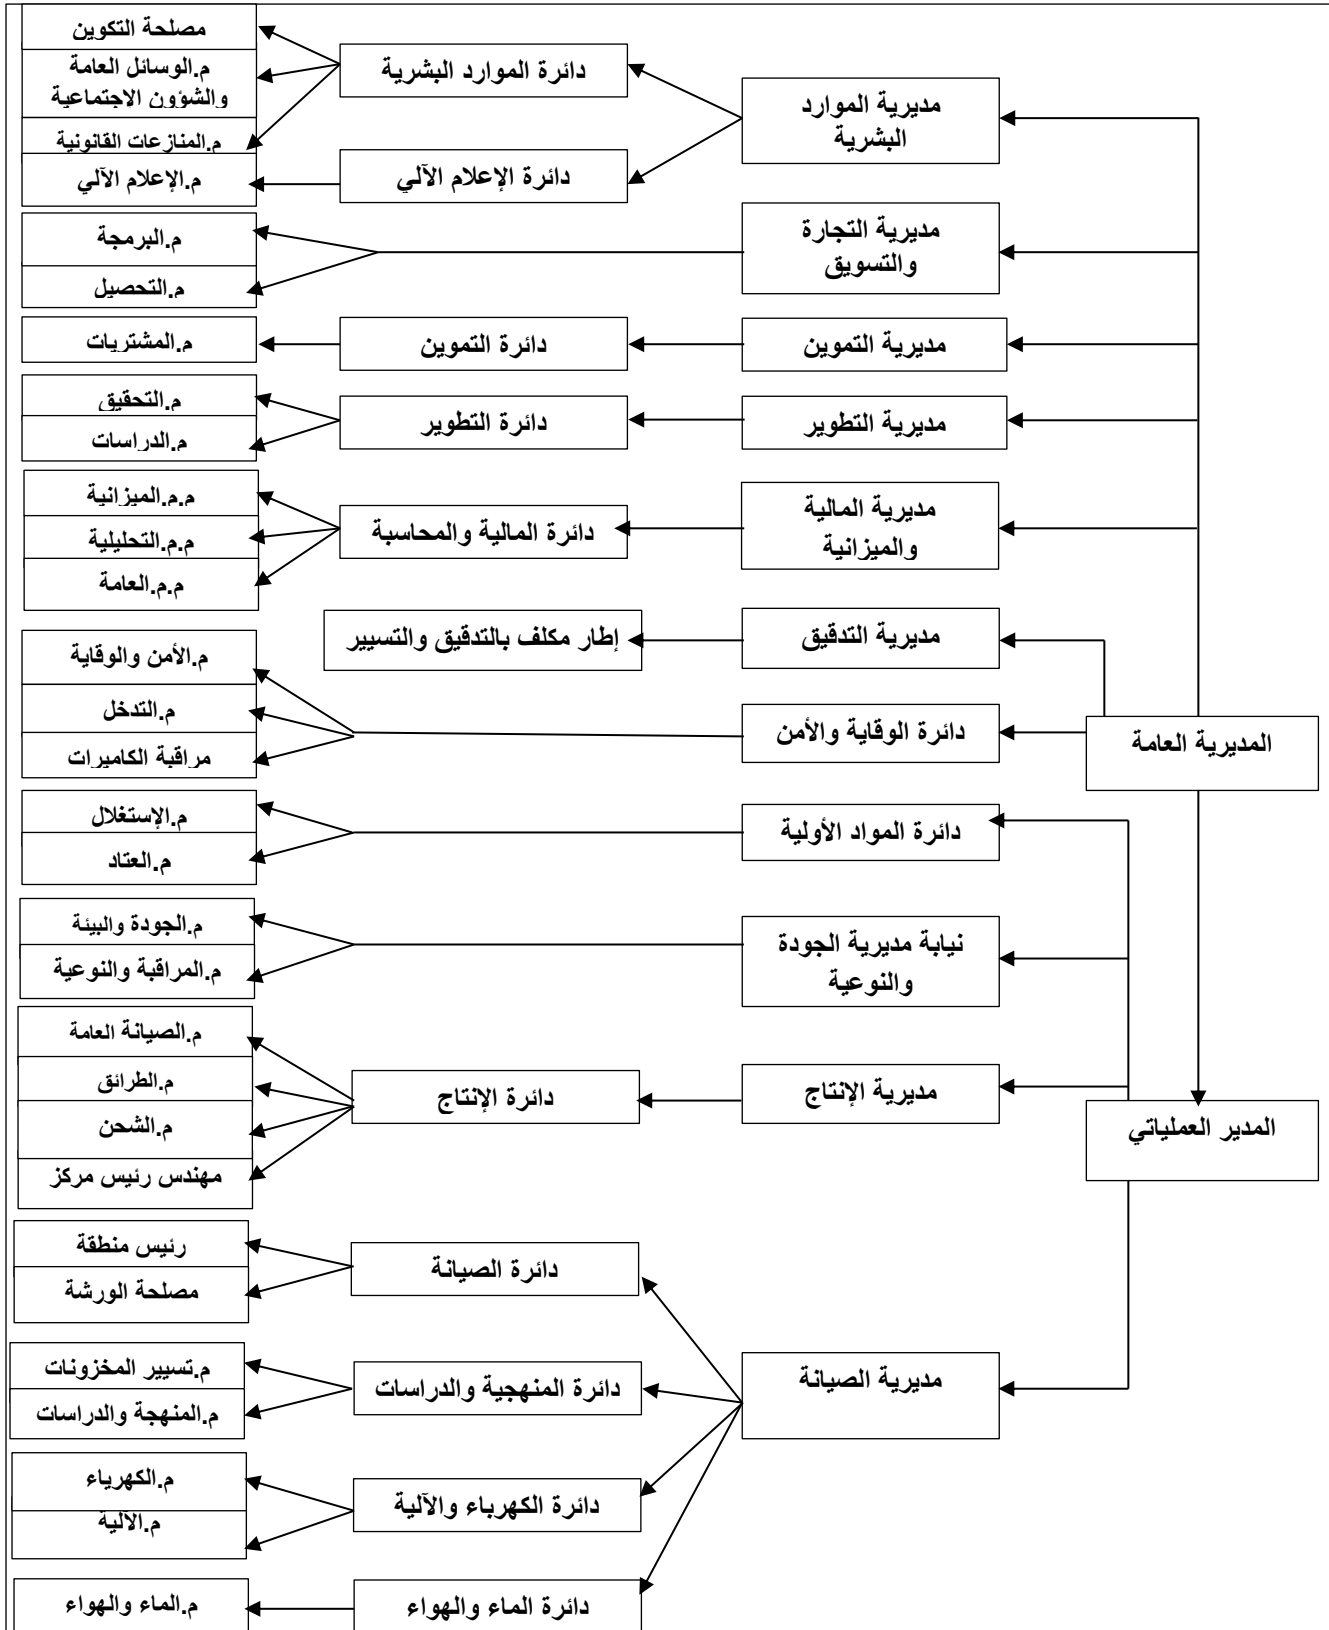 المديرية العامة
المدير العملياتي
مديرية الموارد
البشرية
دائرة الموارد البشرية
مصلحة التكوين
م.الوسائل العامة
والشؤون الاجتماعية
م.المنازعات القانونية
دائرة الإعلام الآلي
م.الإعلام الآلي
مديرية التجارة
والتسويق
م.البرمجة
م.التحصيل
مديرية التموين
دائرة التموين
م.المشتريات
مديرية التطوير
دائرة التطوير
م.التحقيق
م.الدراسات
مديرية المالية
والميزانية
دائرة المالية والمحاسبة
م.م.الميزانية
م.م.التحليلية
م.م.العامة
مديرية التدقيق
إطار مكلف بالتدقيق والتسيير
دائرة الوقاية والأمن
م.الأمن والوقاية
م.التدخل
مراقبة الكاميرات
دائرة المواد الأولية
م.الإستغلال
م.العتاد
نيابة مديرية الجودة
والنوعية
م.الجودة والبيئة
م.المراقبة والنوعية
مديرية الإنتاج
دائرة الإنتاج
م.الصيانة العامة
م.الطرائق
م.الشحن
مهندس رئيس مركز
مديرية الصيانة
دائرة الصيانة
رئيس منطقة
مصلحة الورشة
دائرة المنهجية والدراسات
م.تسيير المخزونات
م.المنهجة والدراسات
دائرة الكهرباء والآلية
م.الكهرباء
م.الآلية
دائرة الماء والهواء
م.الماء والهواء